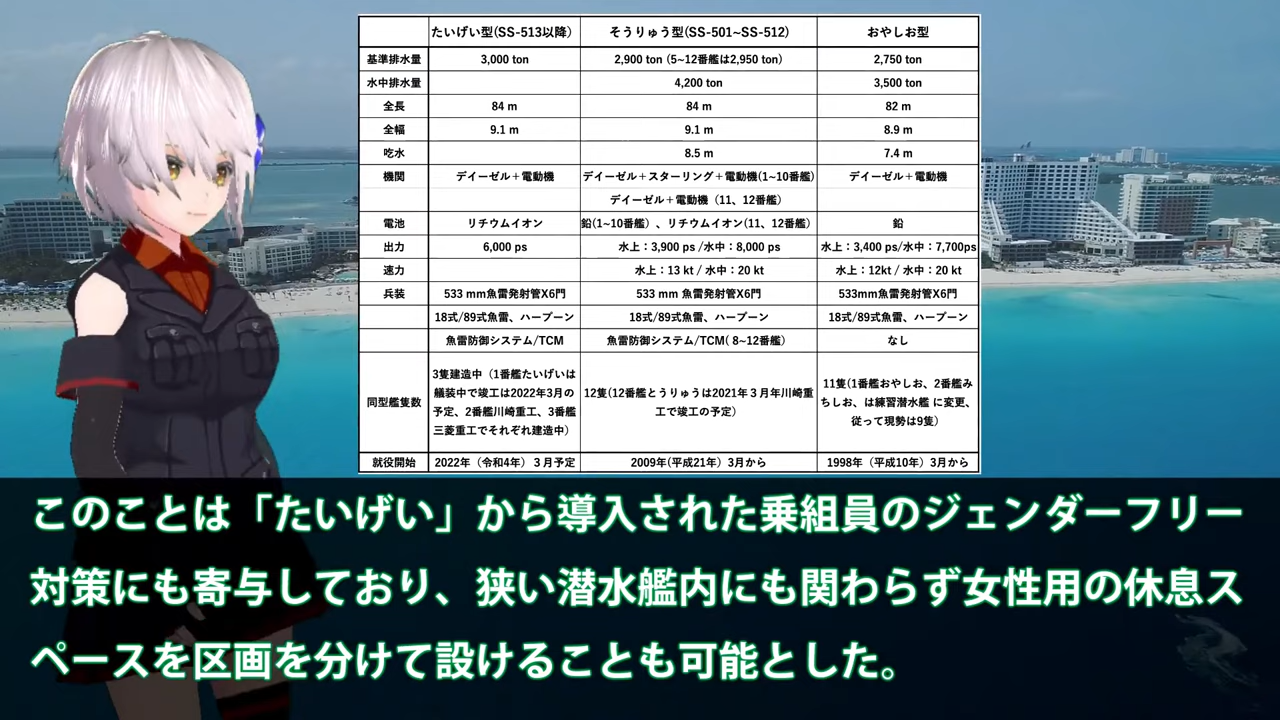 たいげい型(SS-513以降) そうりゅう型(SS-501~SS-512) おやしお型
基準排水量 3,000 ton 2,900 ton (5~12番艦は2,950 ton) 2,750 ton
水中排水量 4,200 ton 3,500 ton
全長 84 m 84 m 82 m
全幅 9.1 m 9.1 m 8.9 m
吃水 8.5 m 7.4 m
機関 デイーゼル＋電動機 デイーゼル＋スターリング＋電動機(1~10番艦) デイーゼル＋電動機
デイーゼル＋電動機（11、12番艦）
電池 リチウムイオン 鉛(1~10番艦）、リチウムイオン(11、12番艦) 鉛
出力 6,000 ps 水上：3,900 ps /水中：8,000 ps 水上：3,400 ps/水中：7,700ps
速力 水上：13 kt / 水中：20 kt 水上：12kt / 水中：20 kt
兵装 533 mm魚雷発射管X6門 533 mm 魚雷発射管X6門 533mm魚雷発射管X6門
18式/89式魚雷、ハープーン 18式/89式魚雷、ハープーン 18式/89式魚雷、ハープーン
魚雷防御システム/TCM 魚雷防御システム/TCM( 8~12番艦） なし
同型艦隻数
3隻建造中（1番艦たいげいは
艤装中で竣工は2022年3月の
予定、2番艦川崎重工、3番艦
三菱重工でそれぞれ建造中）
12隻(12番艦とうりゅうは2021年３月年川崎重
工で竣工の予定）
11隻(1番艦おやしお、2番艦み
ちしお、は練習潜水艦 に変更、
従って現勢は9隻）
就役開始 2022年（令和4年）３月予定 2009年(平成21年）3月から 1998年（平成10年）3月から
このことは「たいげい」から導入された乗組員のジェンダーフリー
対策にも寄与しており、狭い潜水艦内にも関わらず女性用の休息ス
ペースを区画を分けて設けることも可能とした。